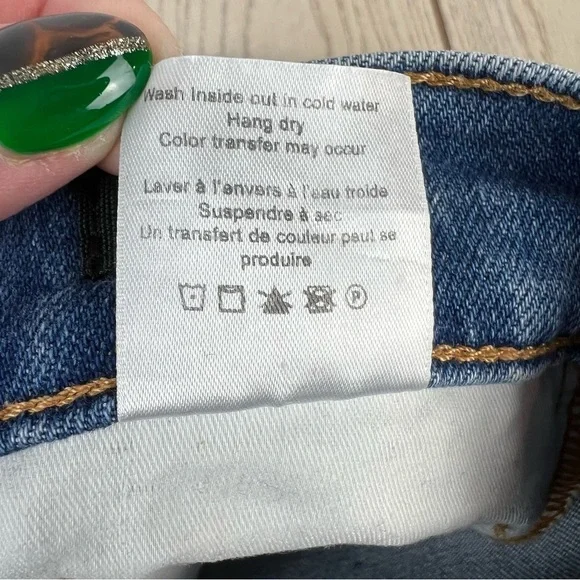 Wash Inside out in cold water
Hang dry
Color transfer may occur
Laver à l'envers à l'eau froide
Suspendre à sec
Un transfert de couleur peut se
produire
P